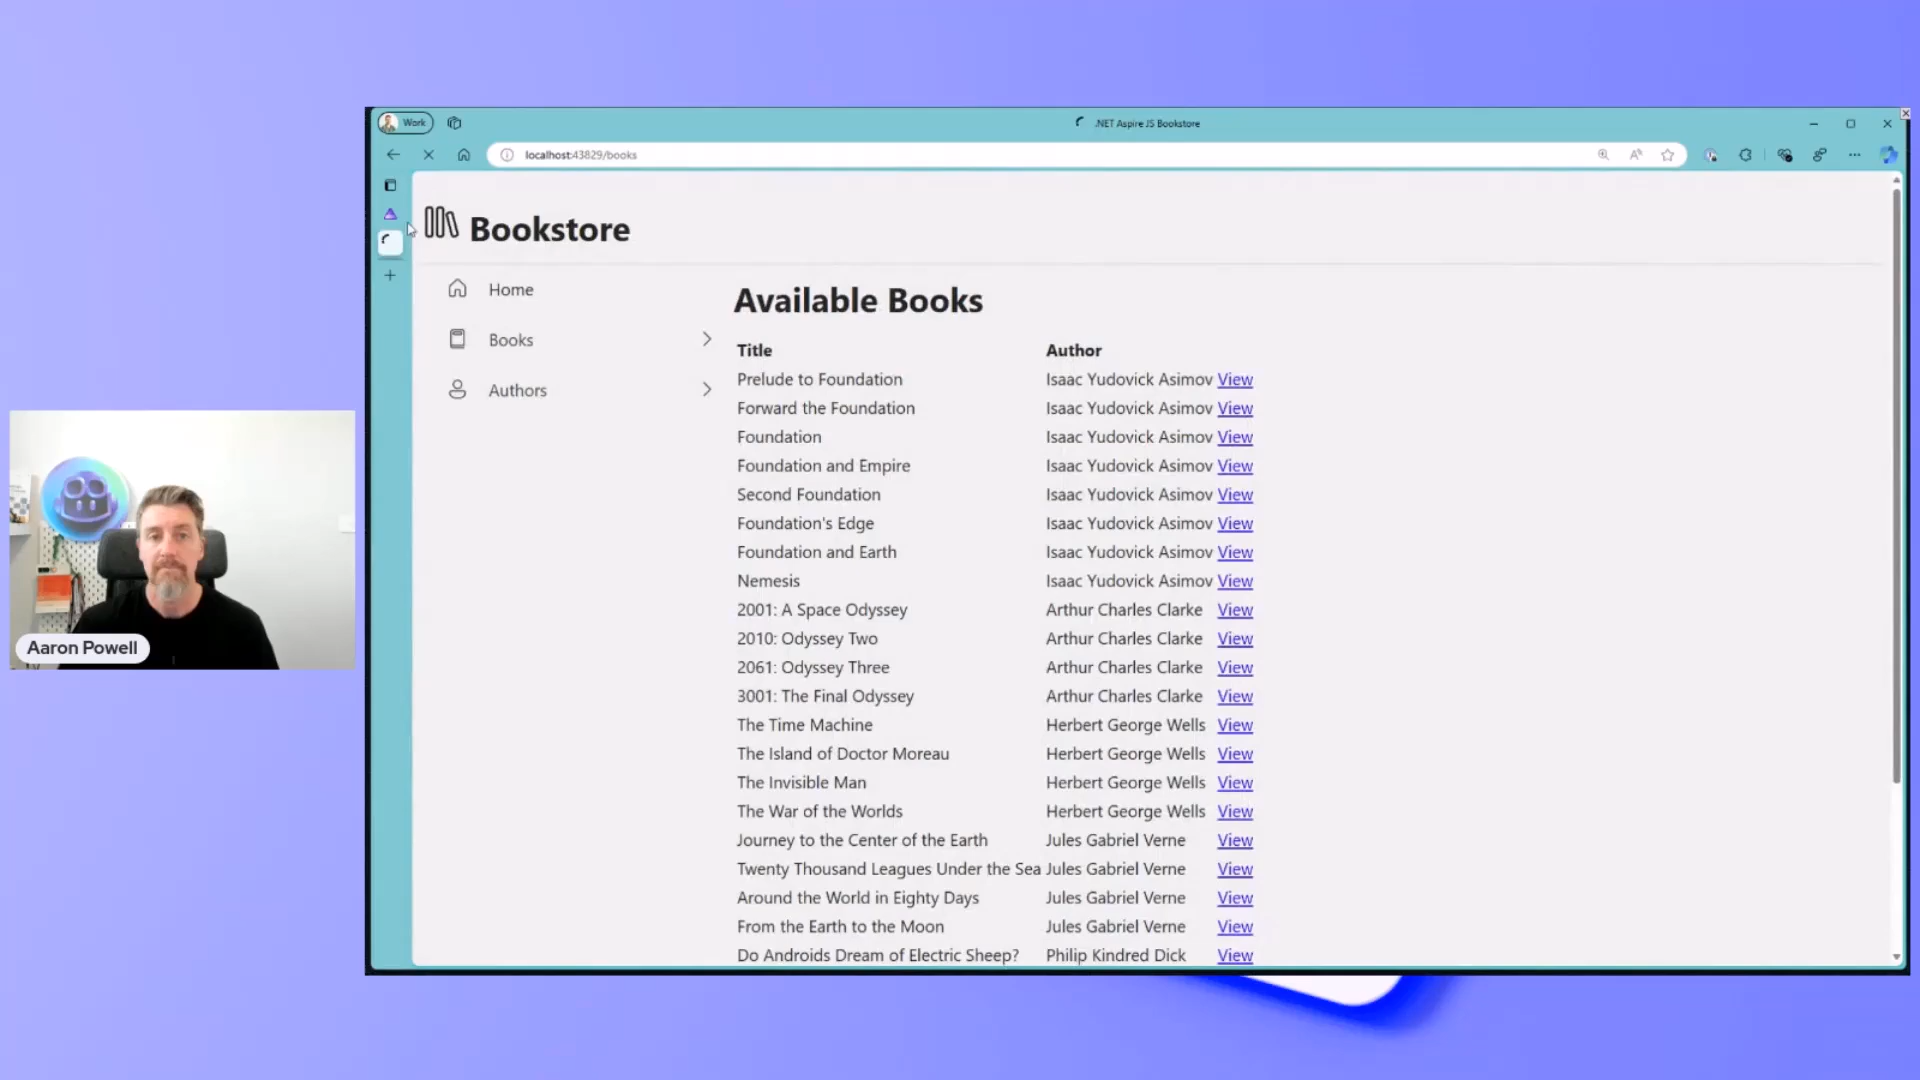 Work
.NET Aspire JS Bookstore
localhost:43829/books
Bookstore
Home
Books
Authors
Available Books
Title Author
Prelude to Foundation Isaac Yudovick Asimov View
Forward the Foundation Isaac Yudovick Asimov View
Foundation Isaac Yudovick Asimov View
Foundation and Empire Isaac Yudovick Asimov View
Second Foundation Isaac Yudovick Asimov View
Foundation's Edge Isaac Yudovick Asimov View
Foundation and Earth Isaac Yudovick Asimov View
Nemesis Isaac Yudovick Asimov View
2001: A Space Odyssey Arthur Charles Clarke View
2010: Odyssey Two Arthur Charles Clarke View
2061: Odyssey Three Arthur Charles Clarke View
3001: The Final Odyssey Arthur Charles Clarke View
The Time Machine Herbert George Wells View
The Island of Doctor Moreau Herbert George Wells View
The Invisible Man Herbert George Wells View
The War of the Worlds Herbert George Wells View
Journey to the Center of the Earth Jules Gabriel Verne View
Twenty Thousand Leagues Under the Sea Jules Gabriel Verne View
Around the World in Eighty Days Jules Gabriel Verne View
From the Earth to the Moon Jules Gabriel Verne View
Do Androids Dream of Electric Sheep? Philip Kindred Dick View
Aaron Powell